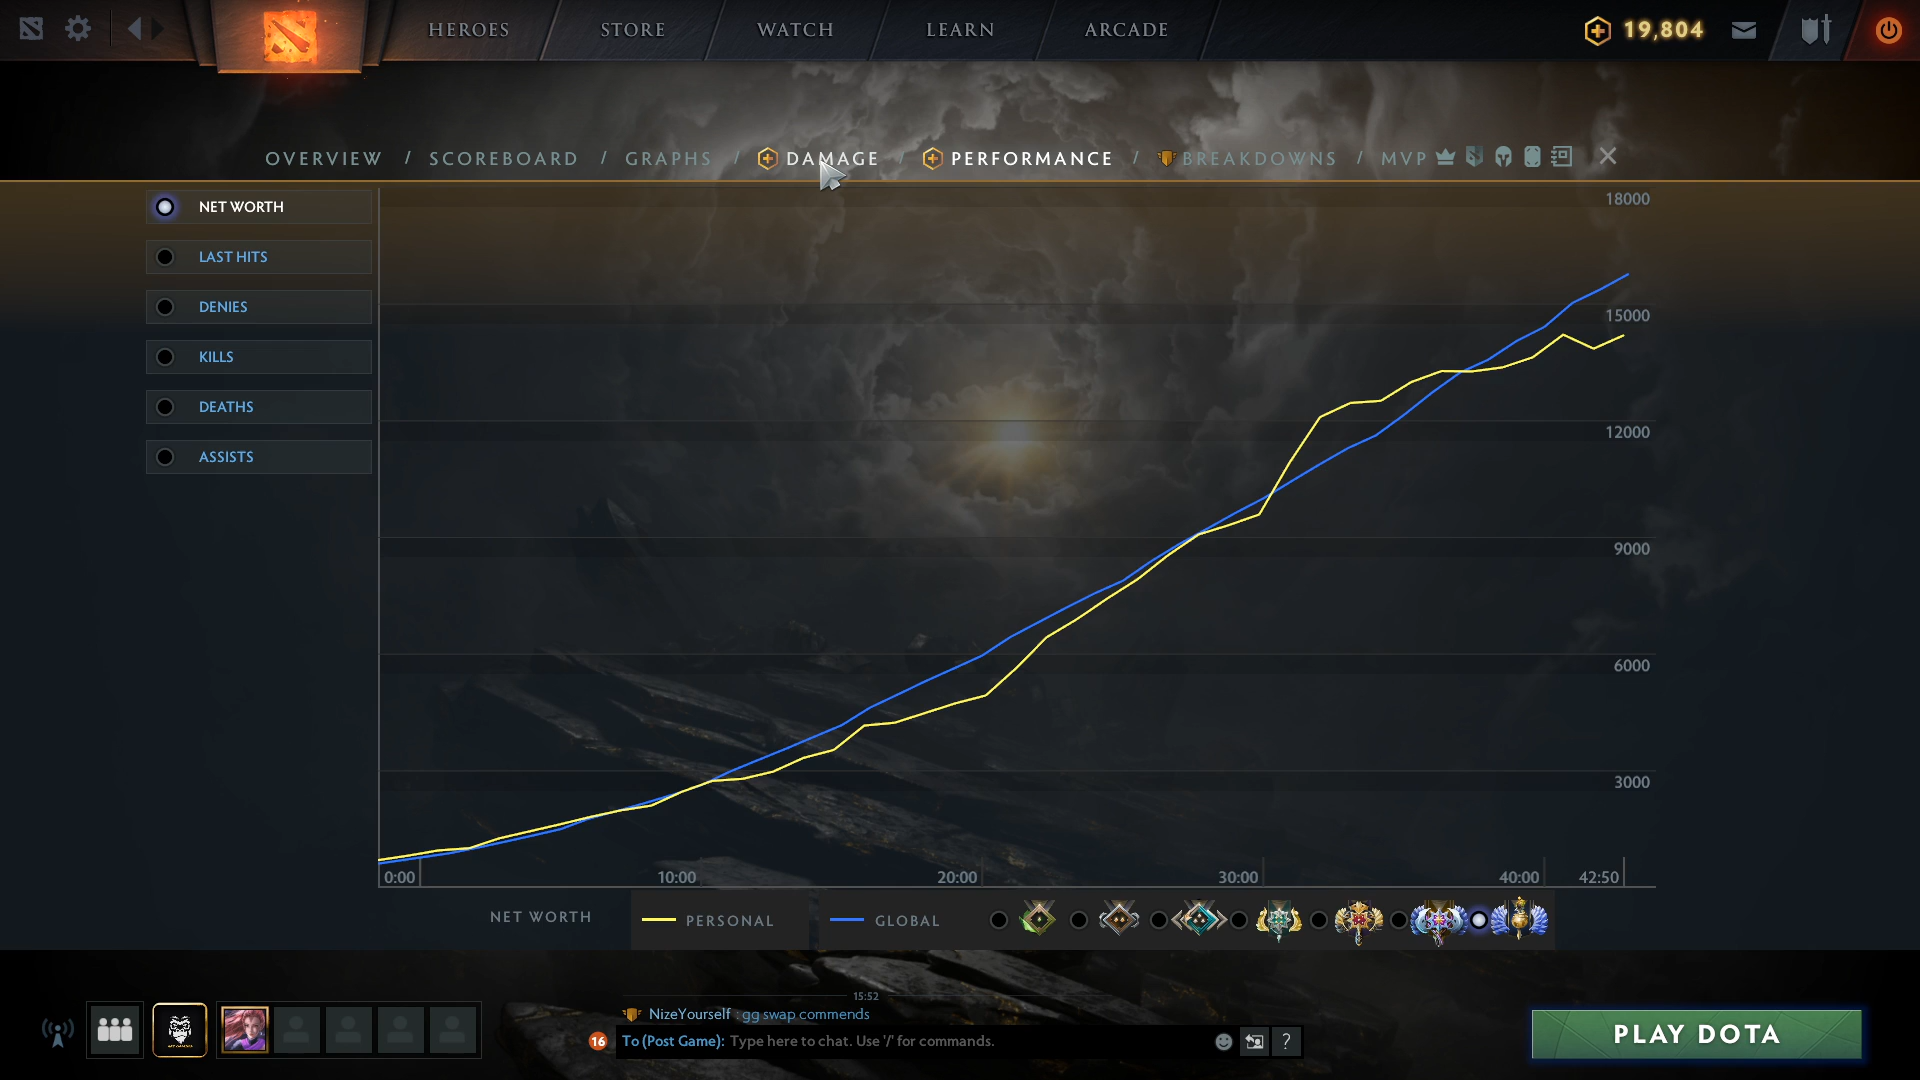 HEROES
STORE
WATCH
LEARN
ARCADE
19,804
OVERVIEW / SCOREBOARD / GRAPHS / DAMAGE / PERFORMANCE / BREAKDOWNS / MVP
NET WORTH
LAST HITS
DENIES
KILLS
DEATHS
ASSISTS
18000
15000
12000
9000
6000
3000
0:00
10:00
20:00
30:00
40:00
42:50
NET WORTH
PERSONAL
GLOBAL
15:52
NizeYourself : gg swap commends
16
To (Post Game): Type here to chat. Use '/' for commands.
?
PLAY DOTA